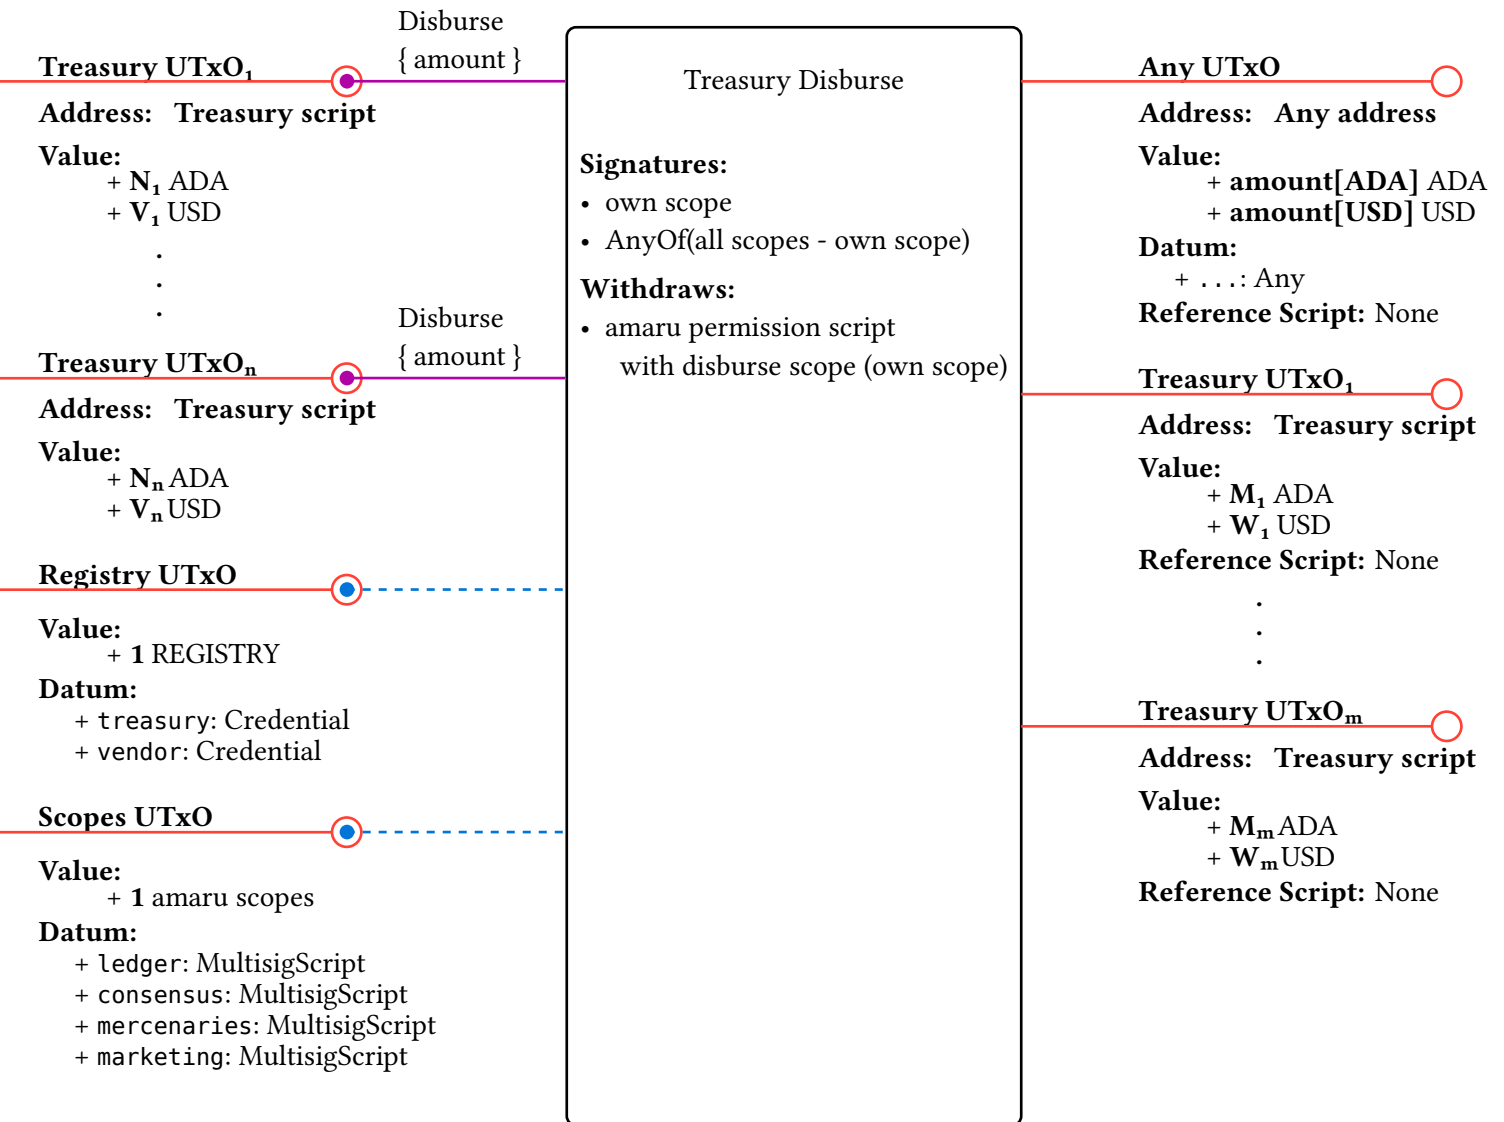 Treasury UTxO₁
Address: Treasury script
Value:
+ N₁ ADA
+ V₁ USD
.
.
.
Treasury UTxOₙ
Address: Treasury script
Value:
+ Nₙ ADA
+ Vₙ USD
Registry UTxO
Value:
+ 1 REGISTRY
Datum:
+ treasury: Credential
+ vendor: Credential
Scopes UTxO
Value:
+ 1 amaru scopes
Datum:
+ ledger: MultisigScript
+ consensus: MultisigScript
+ mercenaries: MultisigScript
+ marketing: MultisigScript
Disburse
{ amount }
Disburse
{ amount }
Treasury Disburse
Signatures:
• own scope
• AnyOf(all scopes - own scope)
Withdraws:
• amaru permission script
with disburse scope (own scope)
Any UTxO
Address: Any address
Value:
+ amount[ADA] ADA
+ amount[USD] USD
Datum:
+ ...: Any
Reference Script: None
Treasury UTxO₁
Address: Treasury script
Value:
+ M₁ ADA
+ W₁ USD
Reference Script: None
.
.
.
Treasury UTxOₘ
Address: Treasury script
Value:
+ Mₘ ADA
+ Wₘ USD
Reference Script: None